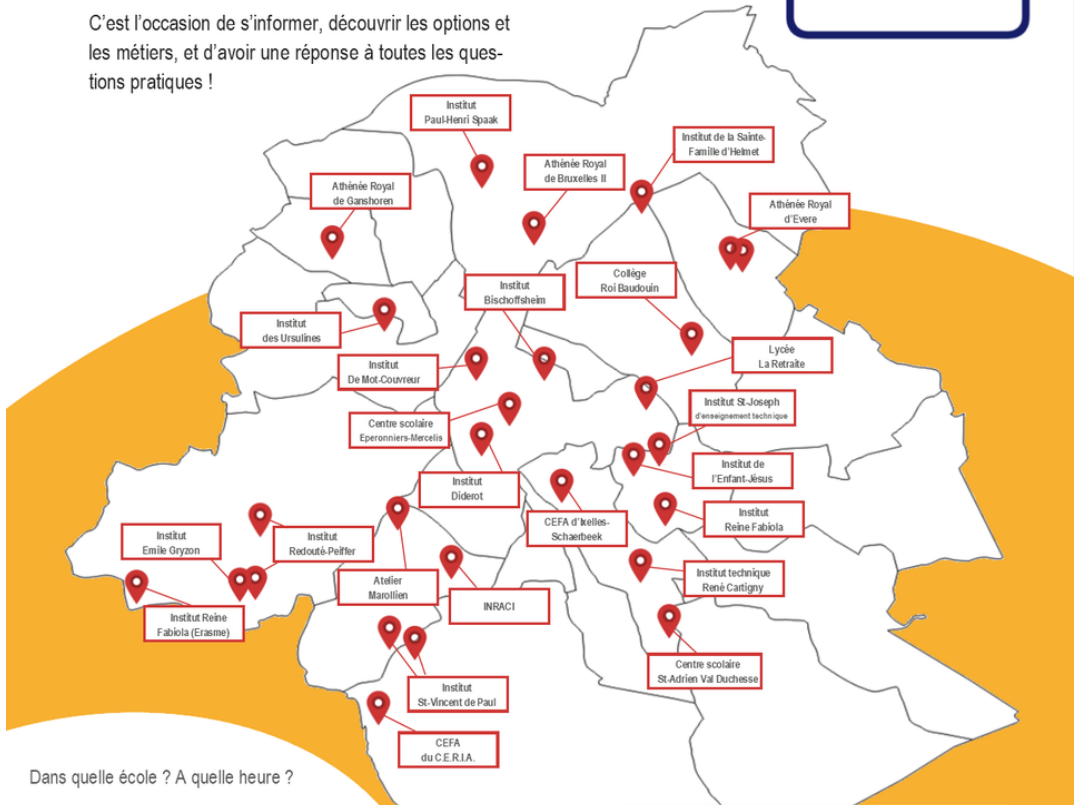 C'est l'occasion de s'informer, découvrir les options et
les métiers, et d'avoir une réponse à toutes les ques-
tions pratiques !
Institut
Paul-Henri Spaak
Institut de la Sainte-
Famille d'Helmet
Athénée Royal
de Bruxelles II
Athénée Royal
de Ganshoren
Athénée Royal
d'Evere
Collège
Roi Baudouin
Institut
Bischoffsheim
Institut
des Ursulines
Lycée
La Retraite
Institut
De Mot-Couvreur
Institut St-Joseph
d'enseignement technique
Centre scolaire
Eperonniers-Mercelis
Institut de
l'Enfant-Jésus
Institut
Diderot
Institut
Reine Fabiola
CEFA d'Ixelles-
Schaerbeek
Institut
Emile Gryzon
Institut
Redouté-Peiffer
Institut technique
René Cartigny
Atelier
Marollien
INRACI
Institut Reine
Fabiola (Erasme)
Centre scolaire
St-Adrien Val Duchesse
Institut
St-Vincent de Paul
CEFA
du C.E.R.I.A.
Dans quelle école ? A quelle heure ?